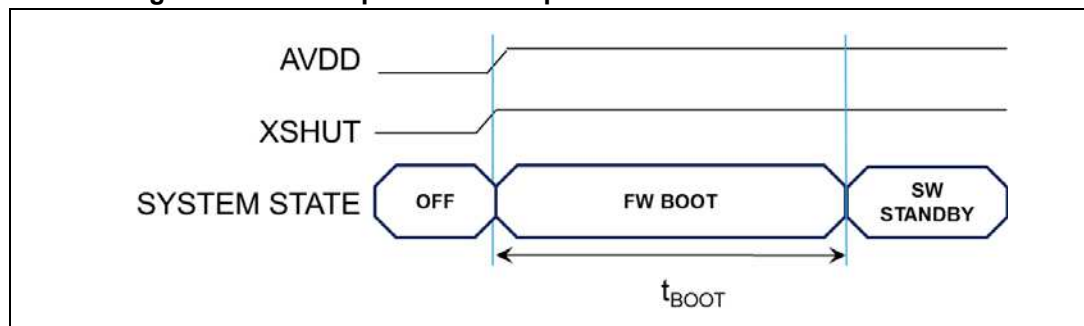 AVDD
XSHUT
SYSTEM STATE
OFF
FW BOOT
SW
STANDBY
tBOOT